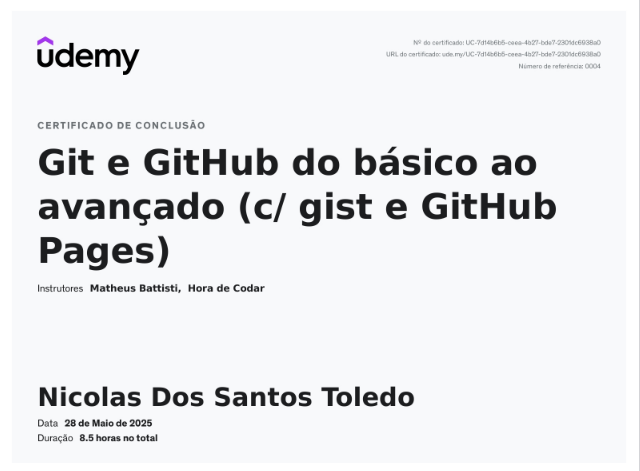 udemy
Nº do certificado: UC-7d14b6b5-ceea-4b27-bde7-2301dc6938a0
URL do certificado: ude.my/UC-7d14b6b5-ceea-4b27-bde7-2301dc6938a0
Número de referência: 0004
CERTIFICADO DE CONCLUSÃO
Git e GitHub do básico ao
avançado (c/ gist e GitHub
Pages)
Instrutores Matheus Battisti, Hora de Codar
Nicolas Dos Santos Toledo
Data 28 de Maio de 2025
Duração 8.5 horas no total